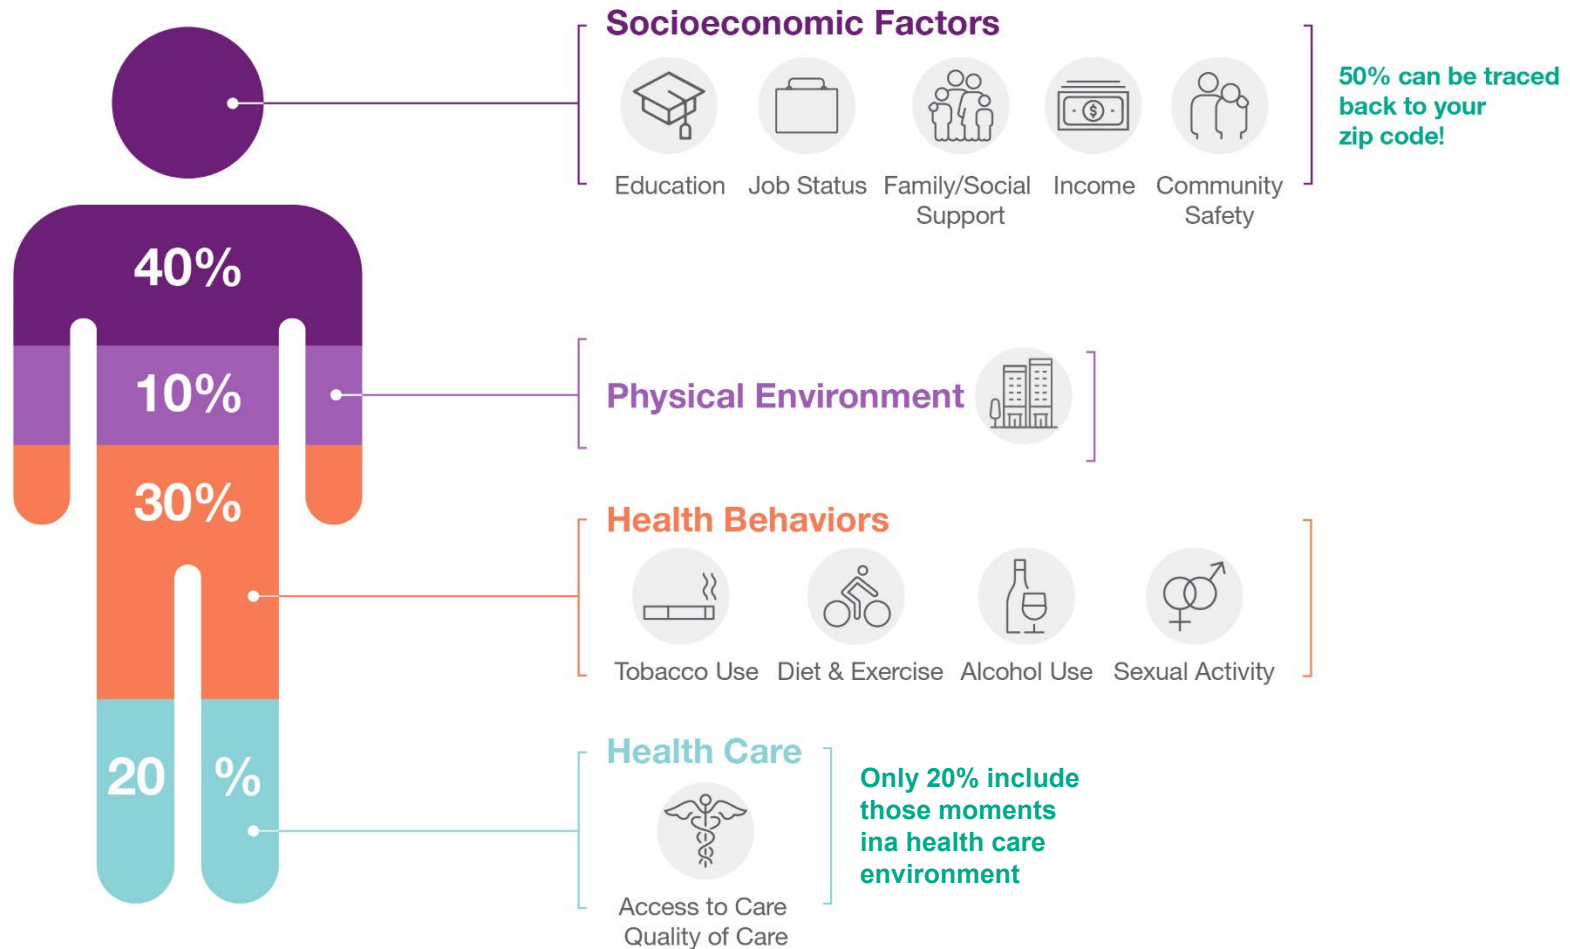 Socioeconomic Factors
Education
Job Status
Family/Social
Support
Income
Community
Safety
50% can be traced
back to your
zip code!
40%
10%
Physical Environment
30%
Health Behaviors
Tobacco Use
Diet & Exercise
Alcohol Use
Sexual Activity
20 %
Health Care
Access to Care
Quality of Care
Only 20% include
those moments
ina health care
environment